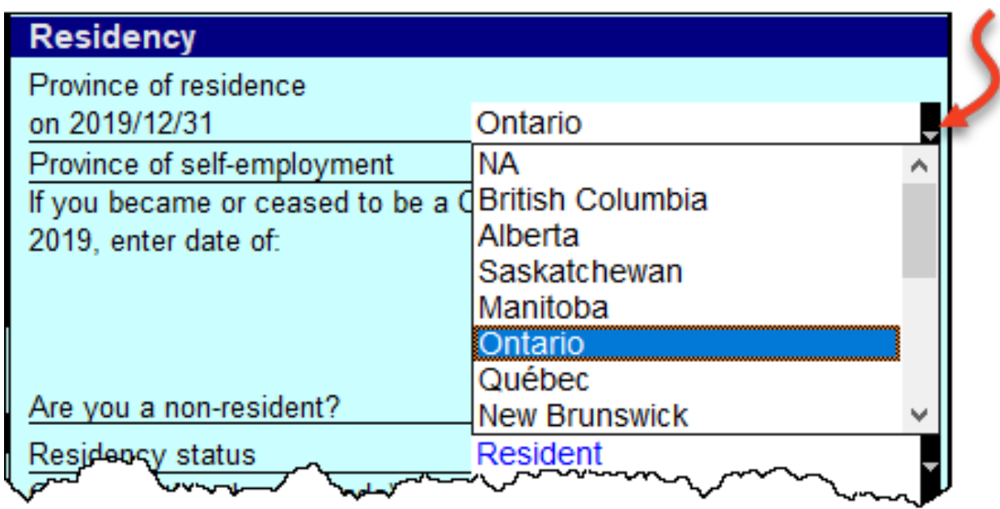 Residency
Province of residence
on 2019/12/31 Ontario
Province of self-employment NA
If you became or ceased to be a British Columbia
2019, enter date of: Alberta
Saskatchewan
Manitoba
Ontario
Québec
Are you a non-resident? New Brunswick
Residency status Resident